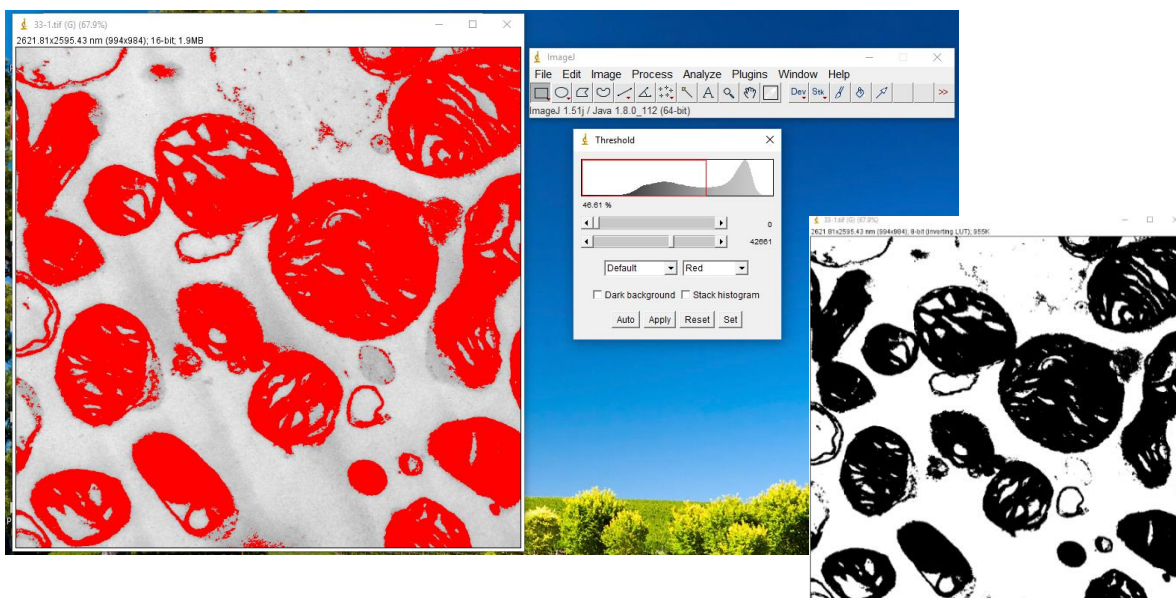 33-1.tif (G) (67.9%)
2621.81x2595.43 nm (994x984); 16-bit; 1.9MB
ImageJ
File Edit Image Process Analyze Plugins Window Help
A Dev Stk >>
ImageJ 1.51j / Java 1.8.0_112 (64-bit)
Threshold
46.61 %
0
42661
Default Red
Dark background Stack histogram
Auto Apply Reset Set
33-1.tif (G) (67.9%)
2621.81x2595.43 nm (994x984); 8-bit (inverting LUT); 955K
P